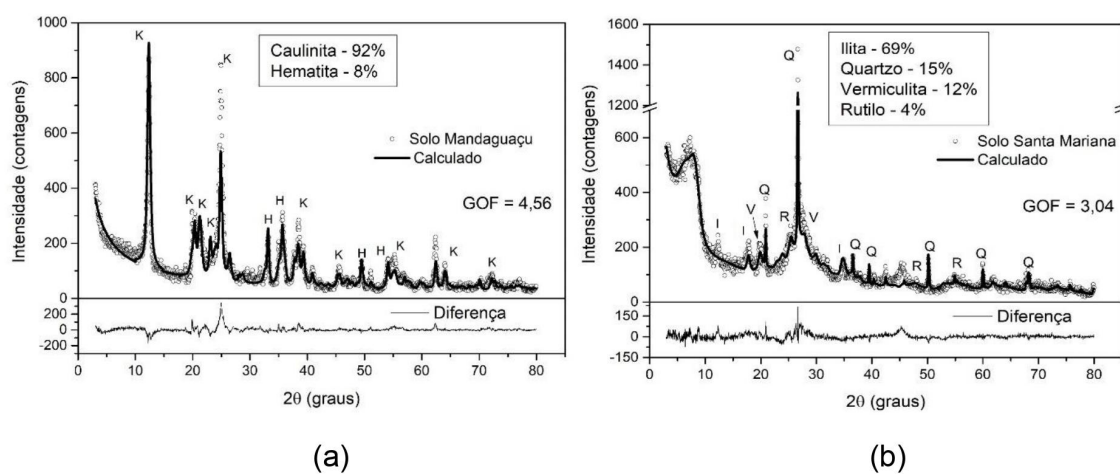 (a)
1000
800
600
400
200
0
Intensidade (contagens)
K
K
K
K
K
H
H
K
K
H
H
K
K
K
Caulinita - 92%
Hematita - 8%
Solo Mandaguaçu
Calculado
GOF = 4,56
200
0
-200
Diferença
0 10 20 30 40 50 60 70 80
2θ (graus)
(b)
1600
1400
1200
600
400
200
0
Intensidade (contagens)
Q
I
I
V
Q
R
V
I
Q
Q
R
Q
R
Q
Q
Ilita - 69%
Quartzo - 15%
Vermiculita - 12%
Rutilo - 4%
Solo Santa Mariana
Calculado
GOF = 3,04
150
0
-150
Diferença
0 10 20 30 40 50 60 70 80
2θ (graus)
(a)
(b)